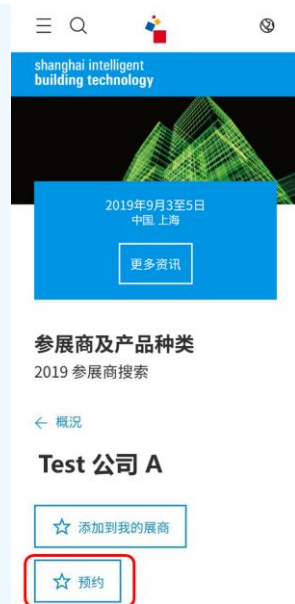 shanghai intelligent
building technology
2019年9月3至5日
中国 上海
更多资讯
参展商及产品种类
2019 参展商搜索
← 概況
Test 公司 A
添加到我的展商
预约